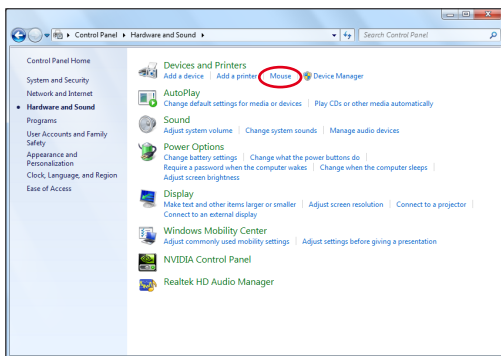 Control Panel ▸ Hardware and Sound ▸ Search Control Panel
Control Panel Home
System and Security
Network and Internet
Hardware and Sound
Programs
User Accounts and Family
Safety
Appearance and
Personalization
Clock, Language, and Region
Ease of Access
Devices and Printers
Add a device | Add a printer | Mouse | Device Manager
AutoPlay
Change default settings for media or devices | Play CDs or other media automatically
Sound
Adjust system volume | Change system sounds | Manage audio devices
Power Options
Change battery settings | Change what the power buttons do |
Require a password when the computer wakes | Change when the computer sleeps |
Adjust screen brightness
Display
Make text and other items larger or smaller | Adjust screen resolution | Connect to a projector |
Connect to an external display
Windows Mobility Center
Adjust commonly used mobility settings | Adjust settings before giving a presentation
NVIDIA Control Panel
Realtek HD Audio Manager